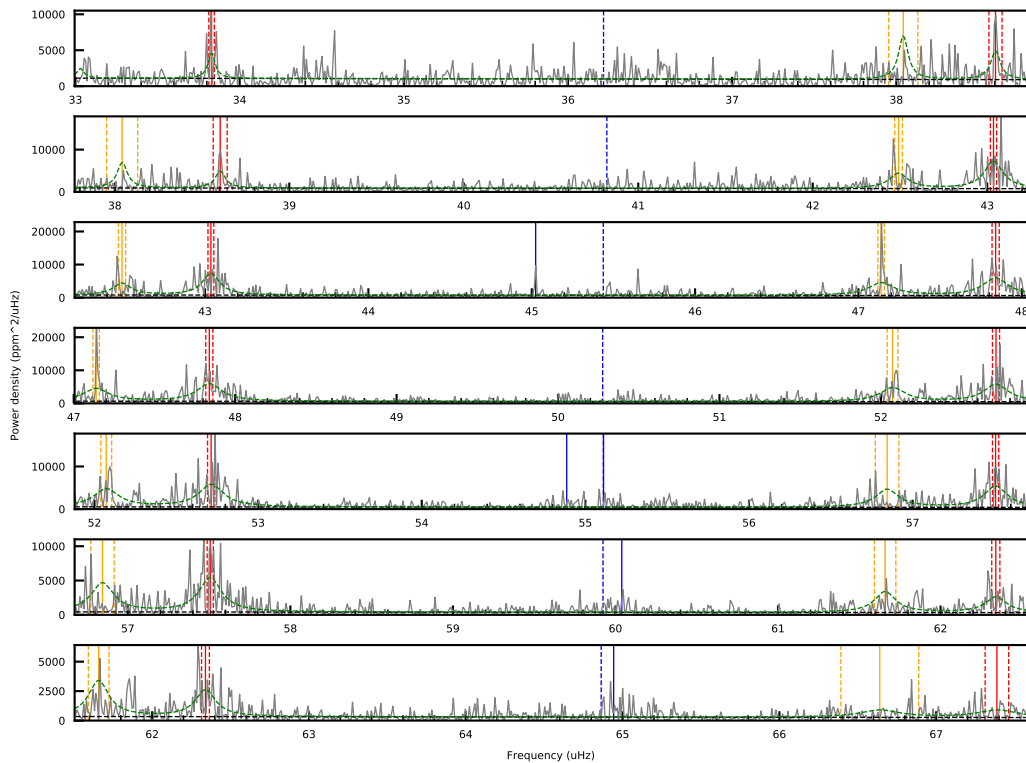 10000
5000
0
33 34 35 36 37 38
10000
0
38 39 40 41 42 43
20000
10000
0
43 44 45 46 47 48
Power density (ppm^2/uHz)
20000
10000
0
47 48 49 50 51 52
10000
0
52 53 54 55 56 57
10000
5000
0
57 58 59 60 61 62
5000
2500
0
62 63 64 65 66 67
Frequency (uHz)